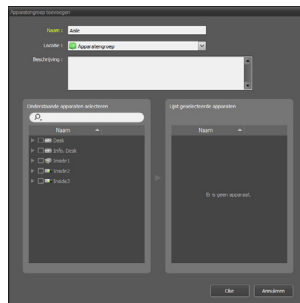 Apparatengroep toevoegen
Naam :
Aale
Locatie :
Apparatengroep
Beschrijving :
Onderstaande apparaten selecteren
Naam
Desk
Info. Desk
Inside1
Inside2
Inside3
Lijst geselecteerde apparaten
Naam
Er is geen apparaat.
Oke
Annuleren